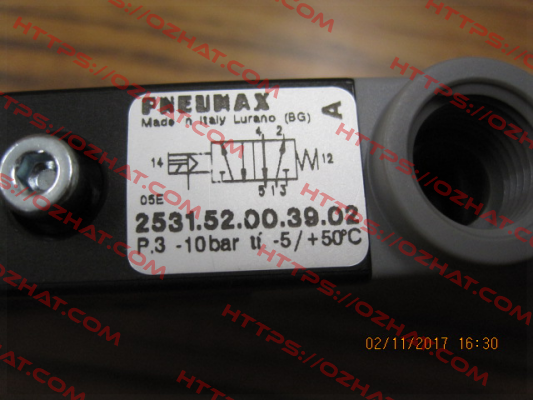 PNEUMAX
Made in Italy Lurano (BG)
A
4 2
14
12
5 1 3
05E
2531.52.00.39.02
P.3 -10bar tí -5/+50°C
02/11/2017 16:30
HTTPS://OZHAT.COM